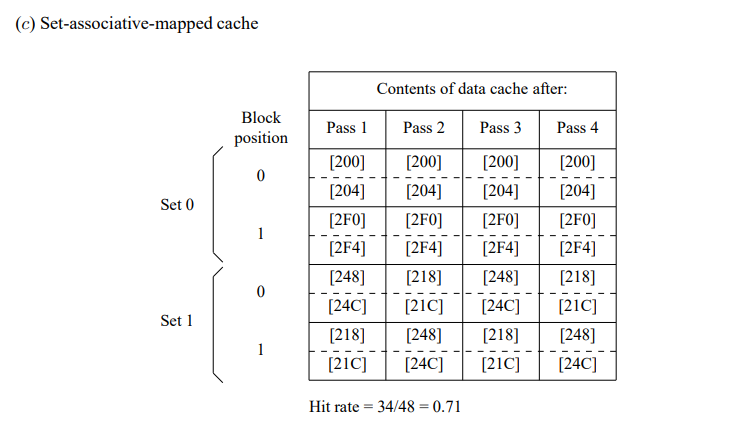 (c) Set-associative-mapped cache
Contents of data cache after:
Block
position
Pass 1 Pass 2 Pass 3 Pass 4
0
[200] [200] [200] [200]
[204] [204] [204] [204]
Set 0
1
[2F0] [2F0] [2F0] [2F0]
[2F4] [2F4] [2F4] [2F4]
0
[248] [218] [248] [218]
[24C] [21C] [24C] [21C]
Set 1
1
[218] [248] [218] [248]
[21C] [24C] [21C] [24C]
Hit rate = 34/48 = 0.71